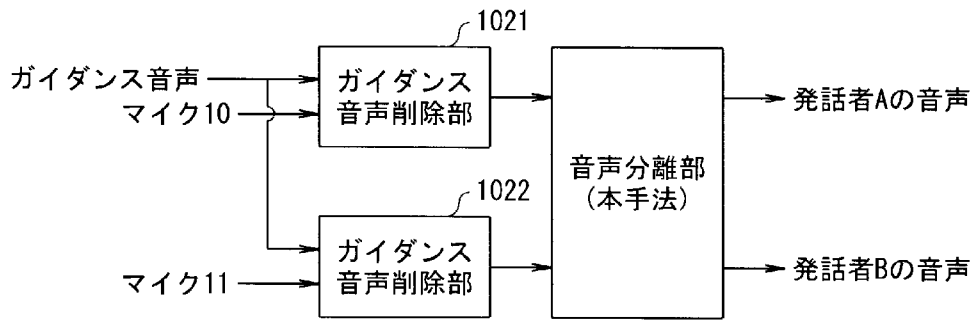 1021
ガイダンス音声
マイク10
ガイダンス
音声削除部
音声分離部
(本手法)
発話者Aの音声
1022
マイク11
ガイダンス
音声削除部
発話者Bの音声